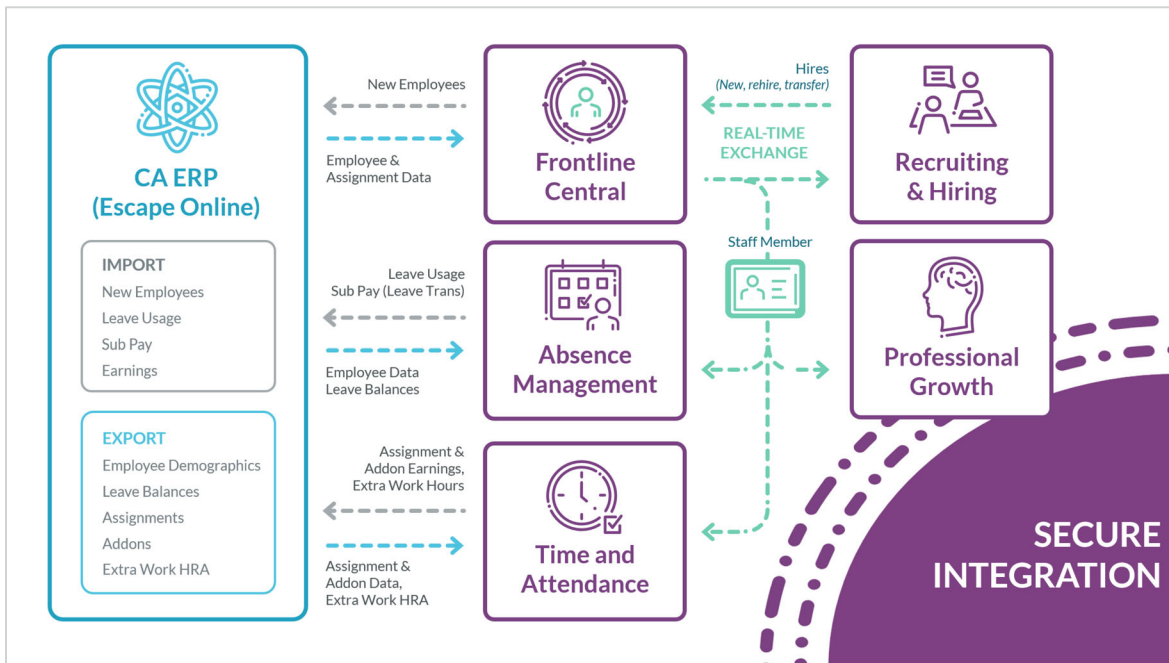 CA ERP
(Escape Online)
IMPORT
New Employees
Leave Usage
Sub Pay
Earnings
EXPORT
Employee Demographics
Leave Balances
Assignments
Addons
Extra Work HRA
New Employees
Employee &
Assignment Data
Leave Usage
Sub Pay (Leave Trans)
Employee Data
Leave Balances
Assignment &
Addon Earnings,
Extra Work Hours
Assignment &
Addon Data,
Extra Work HRA
Frontline
Central
Absence
Management
Time and
Attendance
Hires
(New, rehire, transfer)
REAL-TIME
EXCHANGE
Staff Member
Recruiting
& Hiring
Professional
Growth
SECURE
INTEGRATION